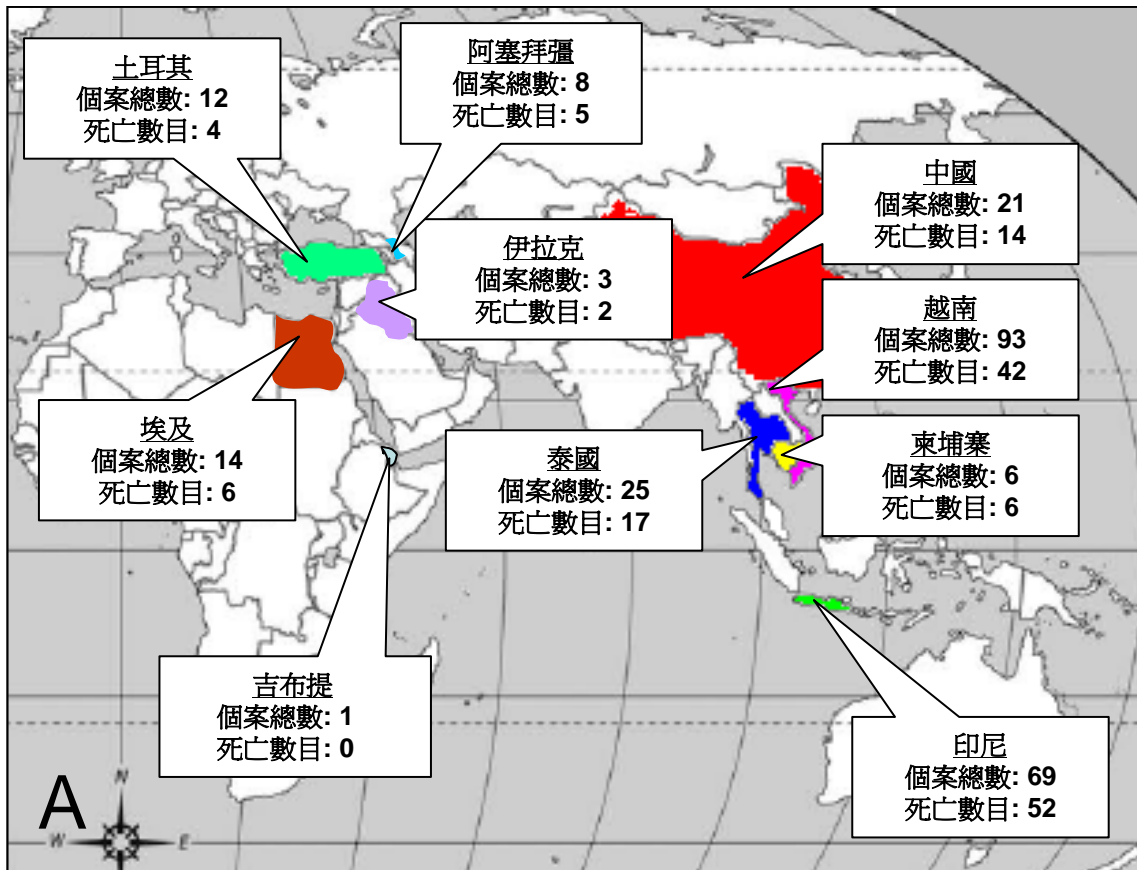 土耳其
個案總數: 12
死亡數目: 4
阿塞拜彊
個案總數: 8
死亡數目: 5
中國
個案總數: 21
死亡數目: 14
伊拉克
個案總數: 3
死亡數目: 2
越南
個案總數: 93
死亡數目: 42
埃及
個案總數: 14
死亡數目: 6
泰國
個案總數: 25
死亡數目: 17
柬埔寨
個案總數: 6
死亡數目: 6
吉布提
個案總數: 1
死亡數目: 0
印尼
個案總數: 69
死亡數目: 52
A
N
W
E